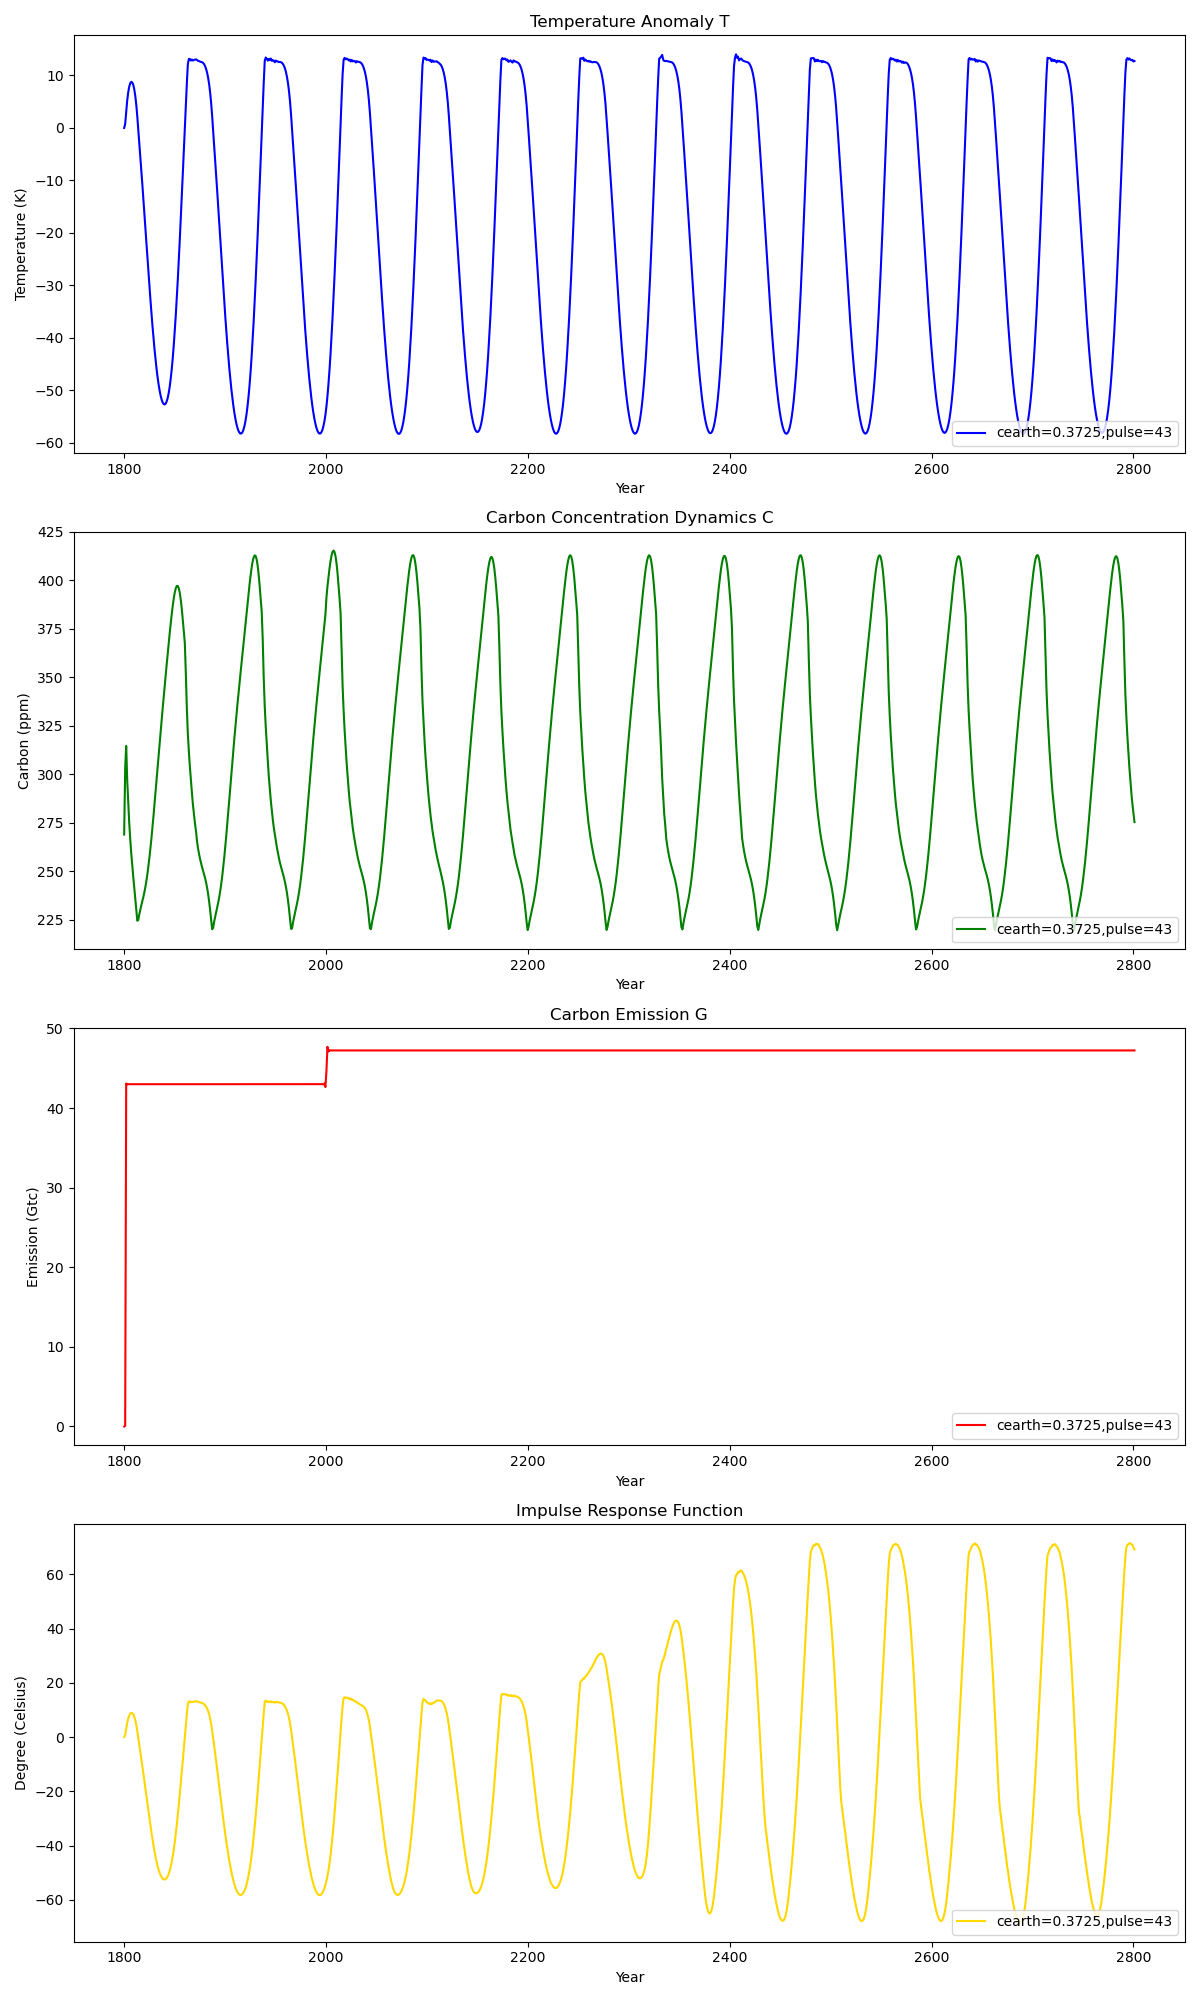 Temperature Anomaly T
10
0
−10
−20
−30
−40
−50
−60
Temperature (K)
1800 2000 2200 2400 2600 2800
Year
cearth=0.3725,pulse=43
Carbon Concentration Dynamics C
425
400
375
350
325
300
275
250
225
Carbon (ppm)
1800 2000 2200 2400 2600 2800
Year
cearth=0.3725,pulse=43
Carbon Emission G
50
40
30
20
10
0
Emission (Gtc)
1800 2000 2200 2400 2600 2800
Year
cearth=0.3725,pulse=43
Impulse Response Function
60
40
20
0
−20
−40
−60
Degree (Celsius)
1800 2000 2200 2400 2600 2800
Year
cearth=0.3725,pulse=43